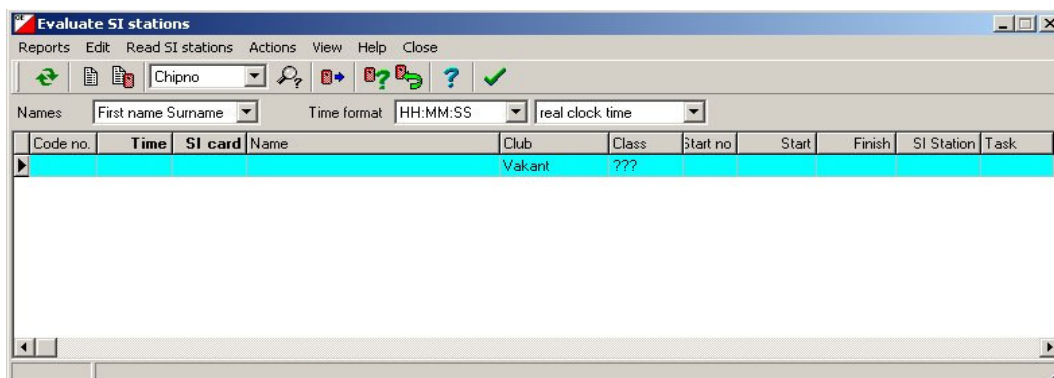 Evaluate SI stations
Reports Edit Read SI stations Actions View Help Close
Chipno
Names First name Surname Time format HH:MM:SS real clock time
Code no. Time SI card Name Club Class Start no Start Finish SI Station Task
Vakant ???